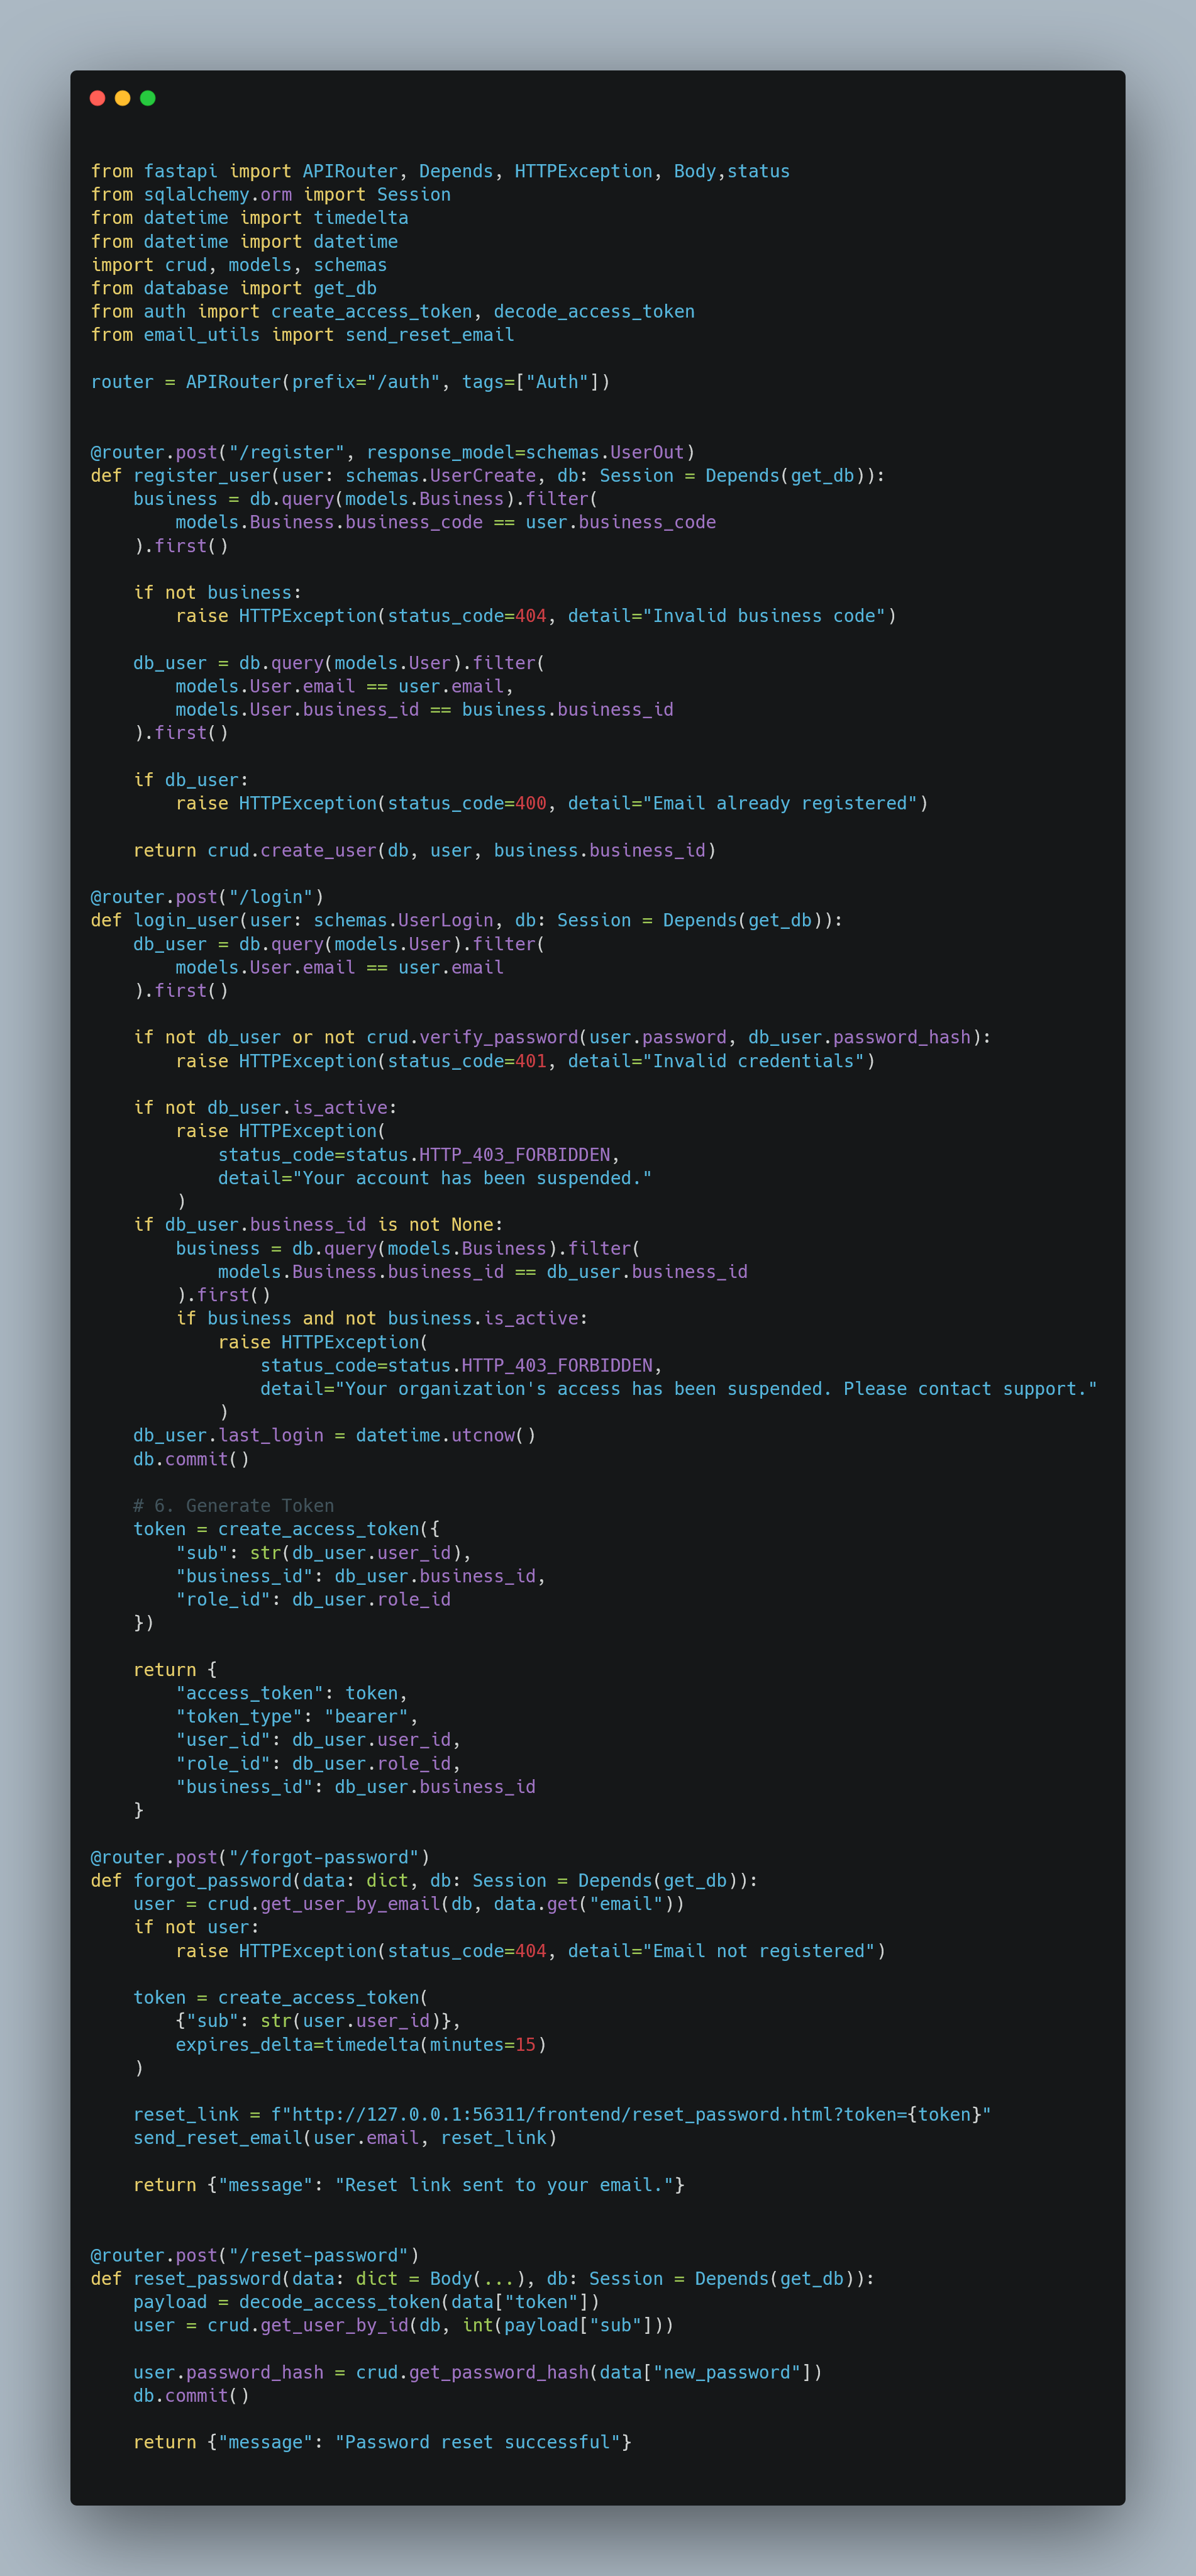 from fastapi import APIRouter, Depends, HTTPException, Body,status
from sqlalchemy.orm import Session
from datetime import timedelta
from datetime import datetime
import crud, models, schemas
from database import get_db
from auth import create_access_token, decode_access_token
from email_utils import send_reset_email

router = APIRouter(prefix="/auth", tags=["Auth"])


@router.post("/register", response_model=schemas.UserOut)
def register_user(user: schemas.UserCreate, db: Session = Depends(get_db)):
    business = db.query(models.Business).filter(
        models.Business.business_code == user.business_code
    ).first()

    if not business:
        raise HTTPException(status_code=404, detail="Invalid business code")

    db_user = db.query(models.User).filter(
        models.User.email == user.email,
        models.User.business_id == business.business_id
    ).first()

    if db_user:
        raise HTTPException(status_code=400, detail="Email already registered")

    return crud.create_user(db, user, business.business_id)

@router.post("/login")
def login_user(user: schemas.UserLogin, db: Session = Depends(get_db)):
    db_user = db.query(models.User).filter(
        models.User.email == user.email
    ).first()

    if not db_user or not crud.verify_password(user.password, db_user.password_hash):
        raise HTTPException(status_code=401, detail="Invalid credentials")

    if not db_user.is_active:
        raise HTTPException(
            status_code=status.HTTP_403_FORBIDDEN,
            detail="Your account has been suspended."
        )
    if db_user.business_id is not None:
        business = db.query(models.Business).filter(
            models.Business.business_id == db_user.business_id
        ).first()
        if business and not business.is_active:
            raise HTTPException(
                status_code=status.HTTP_403_FORBIDDEN,
                detail="Your organization's access has been suspended. Please contact support."
            )
    db_user.last_login = datetime.utcnow()
    db.commit()

    # 6. Generate Token
    token = create_access_token({
        "sub": str(db_user.user_id),
        "business_id": db_user.business_id,
        "role_id": db_user.role_id
    })

    return {
        "access_token": token,
        "token_type": "bearer",
        "user_id": db_user.user_id,
        "role_id": db_user.role_id,
        "business_id": db_user.business_id
    }

@router.post("/forgot-password")
def forgot_password(data: dict, db: Session = Depends(get_db)):
    user = crud.get_user_by_email(db, data.get("email"))
    if not user:
        raise HTTPException(status_code=404, detail="Email not registered")

    token = create_access_token(
        {"sub": str(user.user_id)},
        expires_delta=timedelta(minutes=15)
    )

    reset_link = f"http://127.0.0.1:56311/frontend/reset_password.html?token={token}"
    send_reset_email(user.email, reset_link)

    return {"message": "Reset link sent to your email."}


@router.post("/reset-password")
def reset_password(data: dict = Body(...), db: Session = Depends(get_db)):
    payload = decode_access_token(data["token"])
    user = crud.get_user_by_id(db, int(payload["sub"]))

    user.password_hash = crud.get_password_hash(data["new_password"])
    db.commit()

    return {"message": "Password reset successful"}